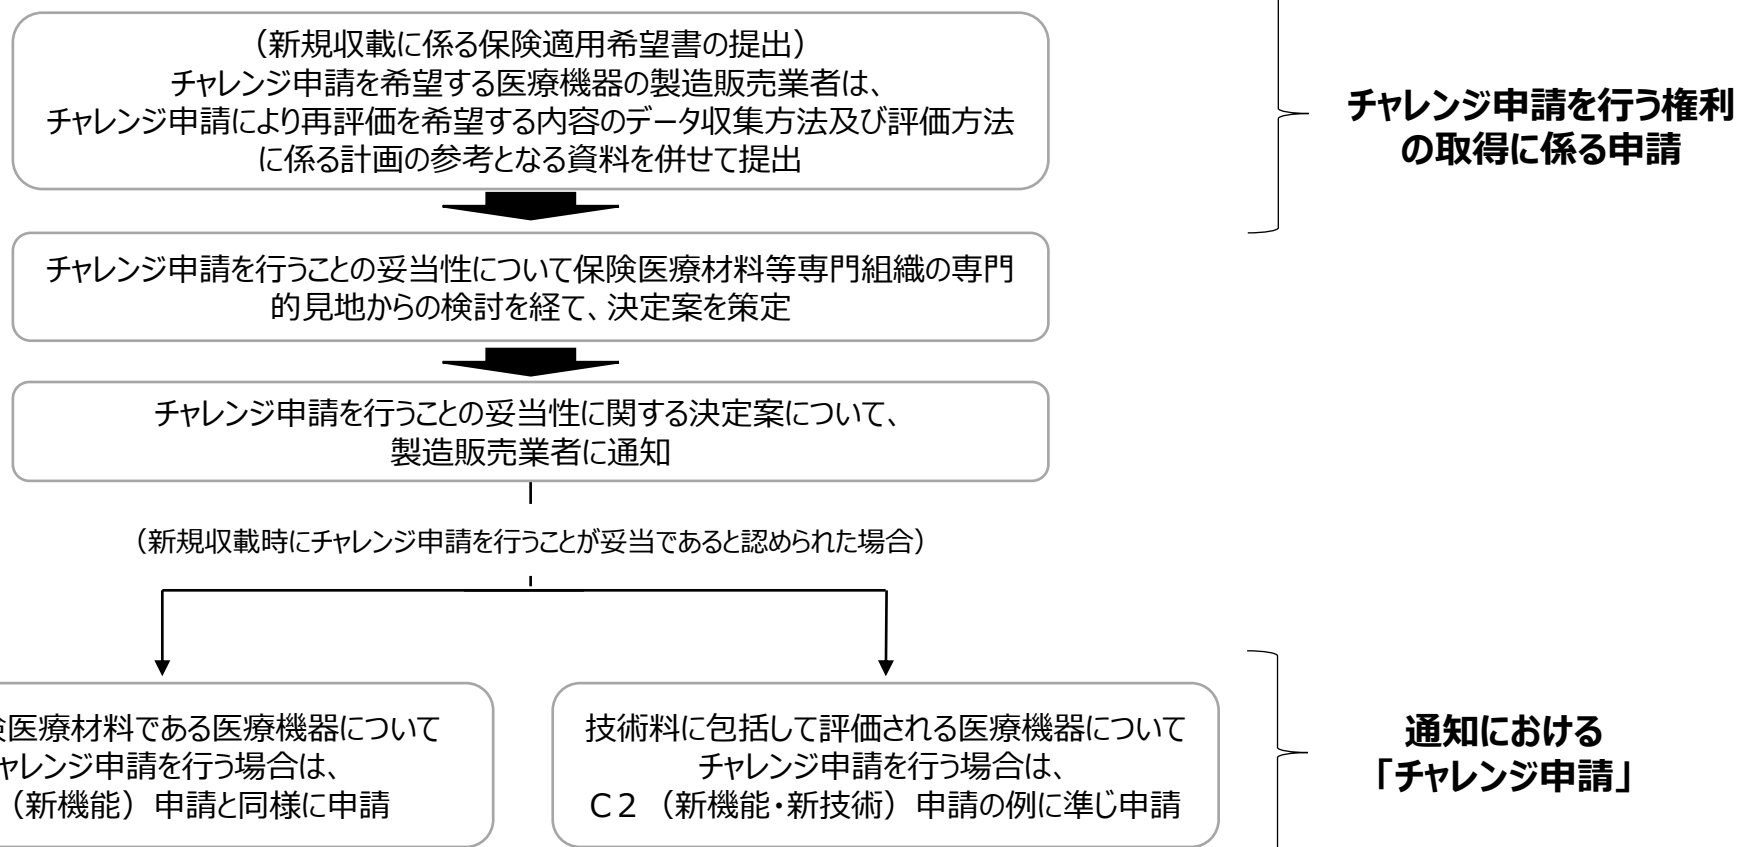 （新規収載に係る保険適用希望書の提出）
チャレンジ申請を希望する医療機器の製造販売業者は、
チャレンジ申請により再評価を希望する内容のデータ収集方法及び評価方法
に係る計画の参考となる資料を併せて提出
チャレンジ申請を行う権利
の取得に係る申請
チャレンジ申請を行うことの妥当性について保険医療材料等専門組織の専門
的見地からの検討を経て、決定案を策定
チャレンジ申請を行うことの妥当性に関する決定案について、
製造販売業者に通知
（新規収載時にチャレンジ申請を行うことが妥当であると認められた場合）
医療材料である医療機器について
ャレンジ申請を行う場合は、
（新機能）申請と同様に申請
技術料に包括して評価される医療機器について
チャレンジ申請を行う場合は、
Ｃ２（新機能・新技術）申請の例に準じ申請
通知における
「チャレンジ申請」